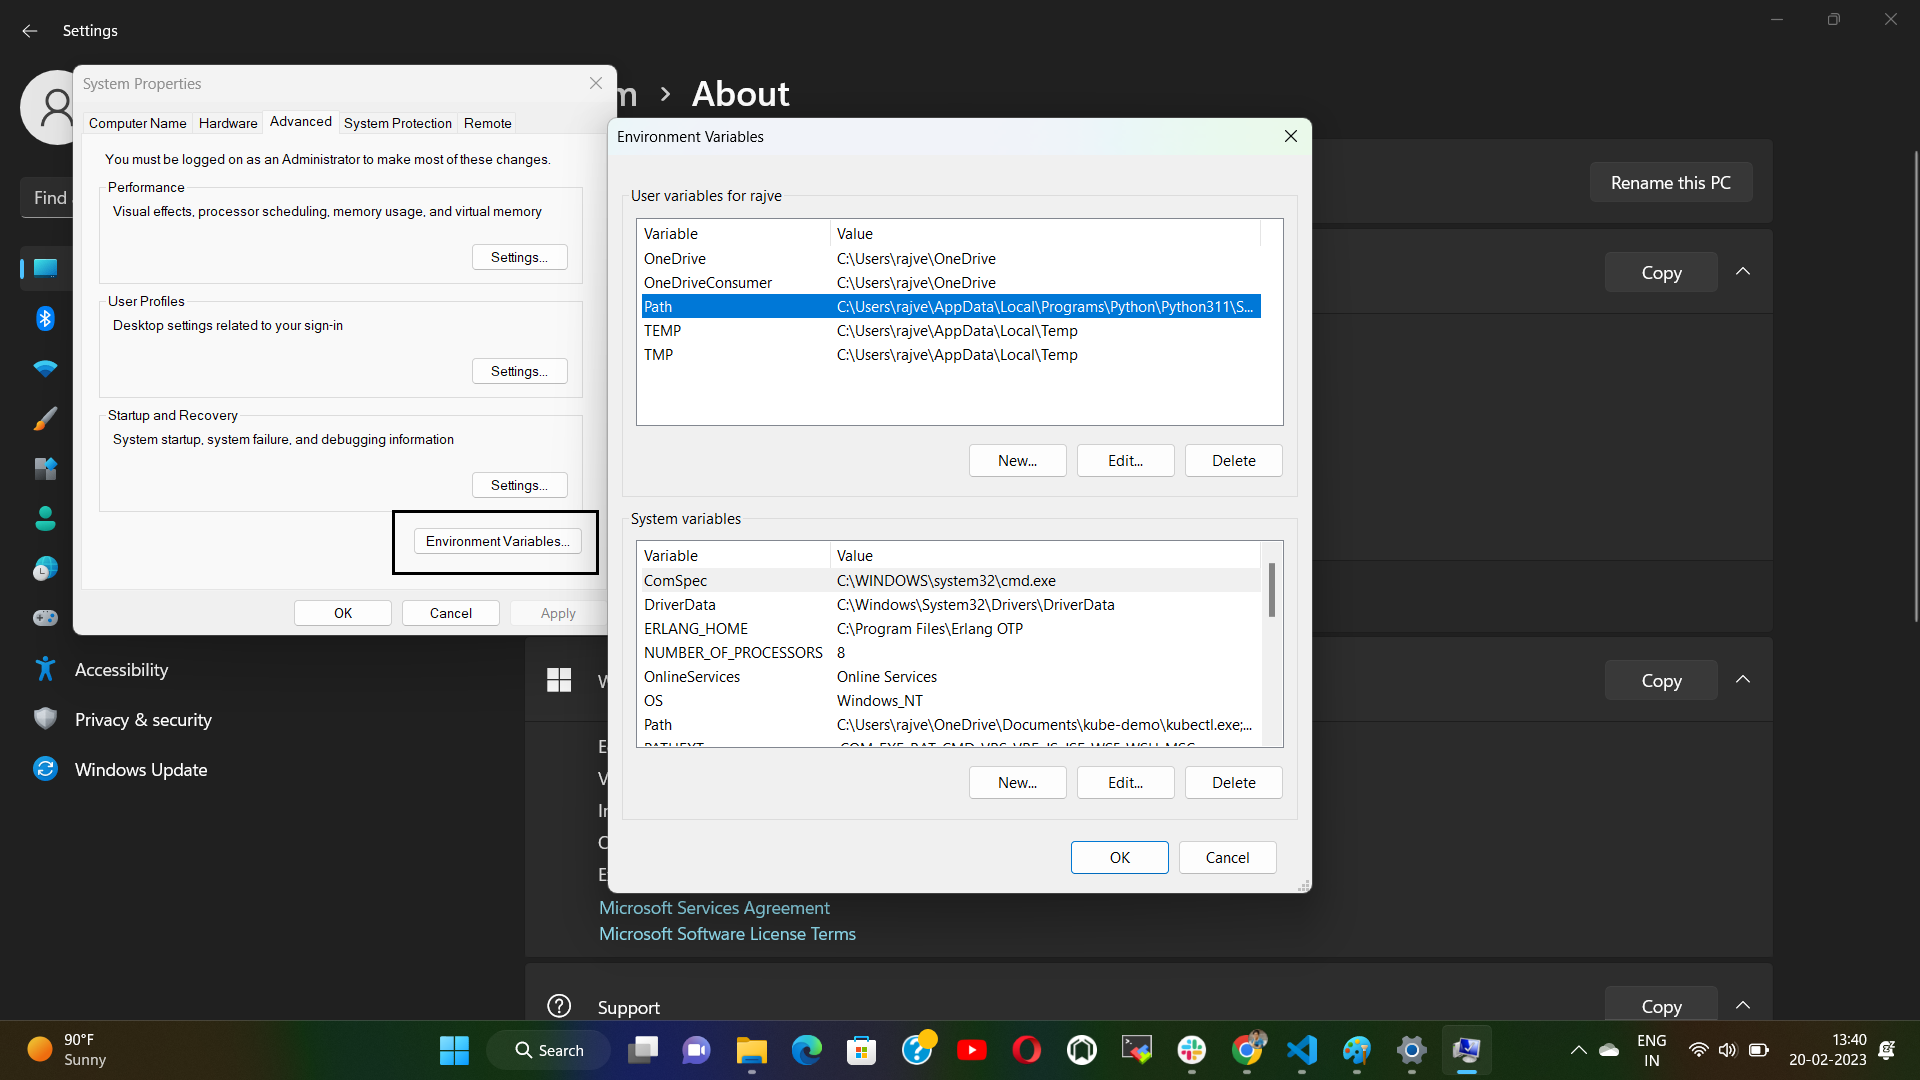 Settings
System Properties
Computer Name
Hardware
Advanced
System Protection
Remote
You must be logged on as an Administrator to make most of these changes.
Performance
Visual effects, processor scheduling, memory usage, and virtual memory
Settings...
User Profiles
Desktop settings related to your sign-in
Settings...
Startup and Recovery
System startup, system failure, and debugging information
Settings...
Environment Variables...
OK
Cancel
Apply
Find
Accessibility
Privacy & security
Windows Update
m > About
Rename this PC
Copy
Environment Variables
User variables for rajve
Variable Value
OneDrive C:\Users\rajve\OneDrive
OneDriveConsumer C:\Users\rajve\OneDrive
Path C:\Users\rajve\AppData\Local\Programs\Python\Python311\S...
TEMP C:\Users\rajve\AppData\Local\Temp
TMP C:\Users\rajve\AppData\Local\Temp
New...
Edit...
Delete
System variables
Variable Value
ComSpec C:\WINDOWS\system32\cmd.exe
DriverData C:\Windows\System32\Drivers\DriverData
ERLANG_HOME C:\Program Files\Erlang OTP
NUMBER_OF_PROCESSORS 8
OnlineServices Online Services
OS Windows_NT
Path C:\Users\rajve\OneDrive\Documents\kube-demo\kubectl.exe;...
New...
Edit...
Delete
OK
Cancel
Copy
Microsoft Services Agreement
Microsoft Software License Terms
Support
Copy
90°F
Sunny
Search
ENG
IN
13:40
20-02-2023